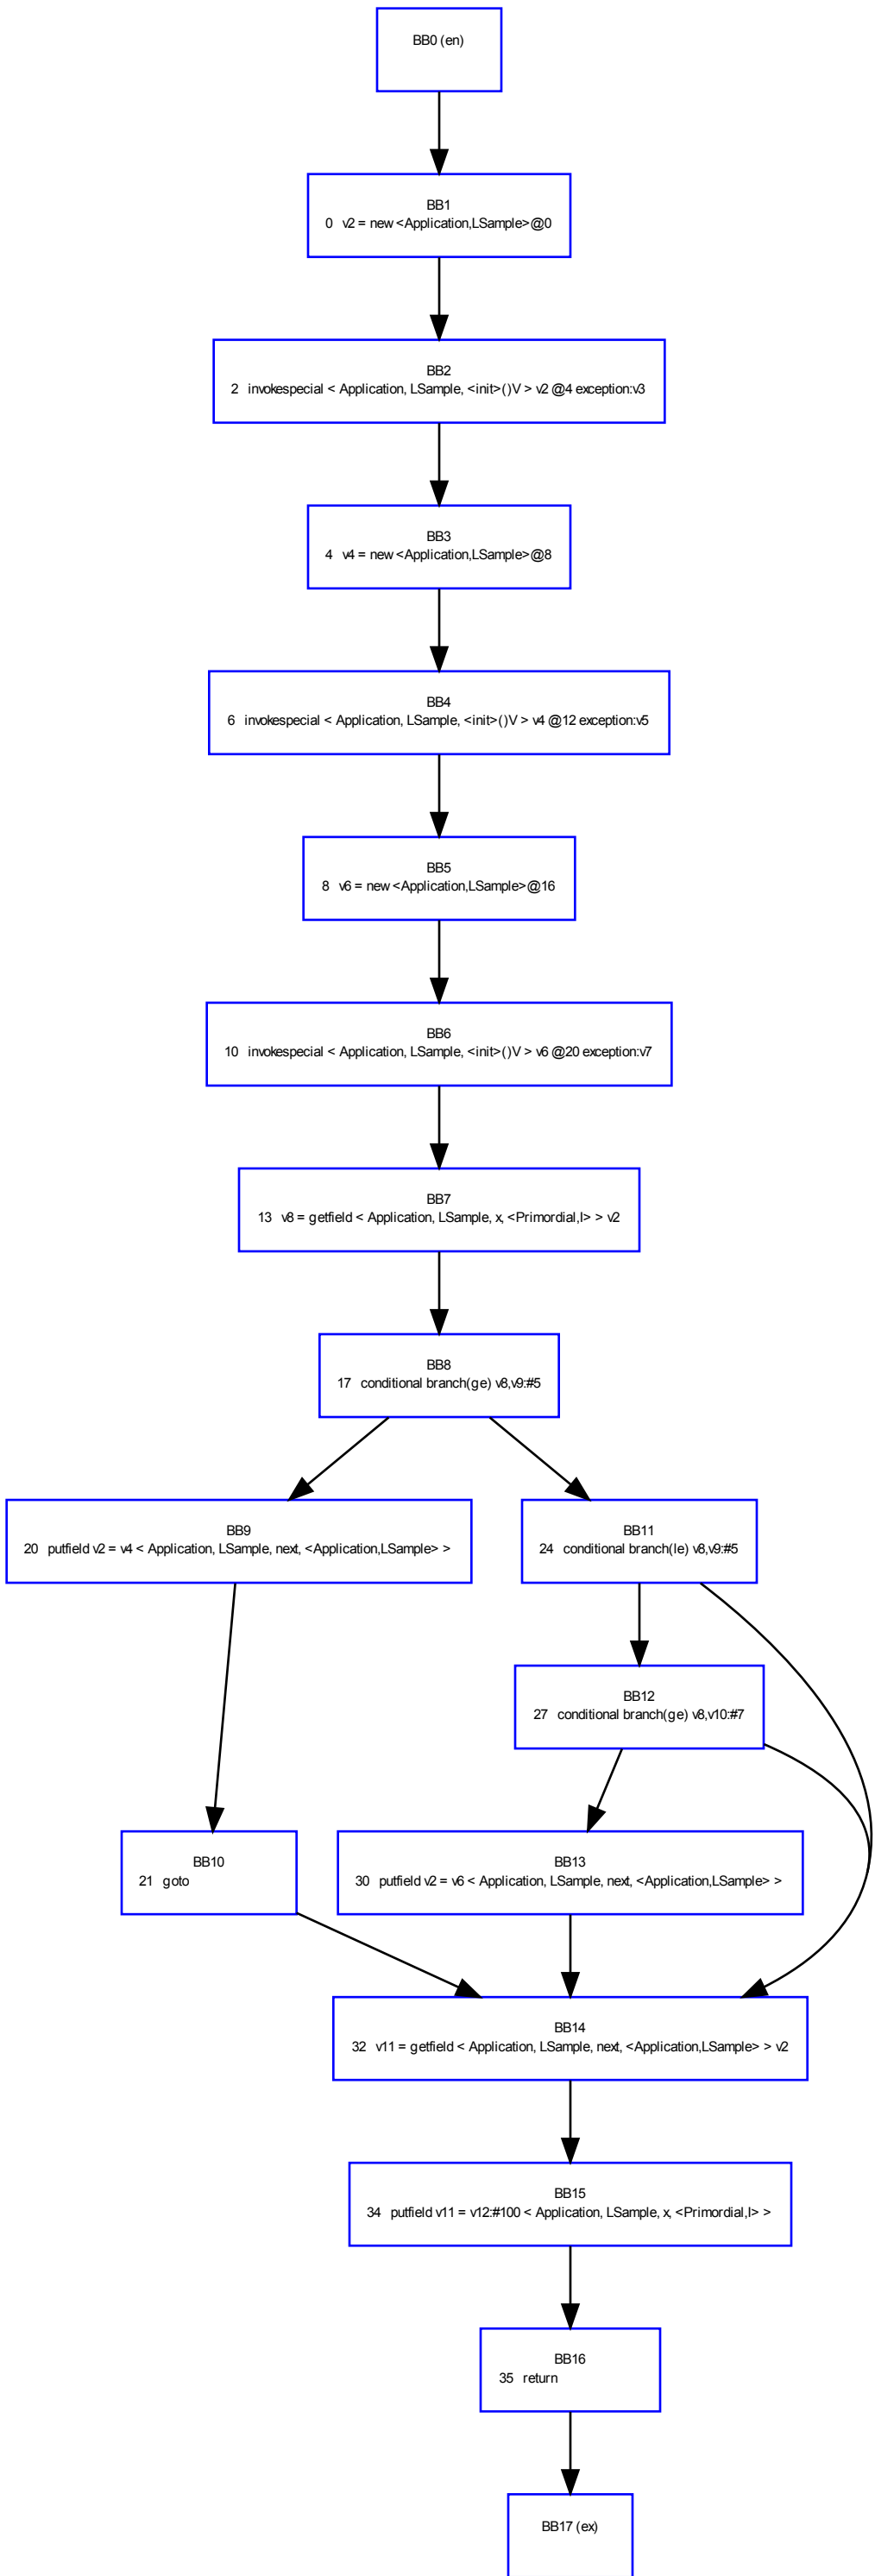 BB0 (en)
BB1
0 v2 = new <Application,LSample>@0
BB2
2 invokespecial < Application, LSample, <init>()V > v2 @4 exception:v3
BB3
4 v4 = new <Application,LSample>@8
BB4
6 invokespecial < Application, LSample, <init>()V > v4 @12 exception:v5
BB5
8 v6 = new <Application,LSample>@16
BB6
10 invokespecial < Application, LSample, <init>()V > v6 @20 exception:v7
BB7
13 v8 = getfield < Application, LSample, x, <Primordial,I> > v2
BB8
17 conditional branch(ge) v8,v9:#5
BB9
20 putfield v2 = v4 < Application, LSample, next, <Application,LSample> >
BB11
24 conditional branch(le) v8,v9:#5
BB12
27 conditional branch(ge) v8,v10:#7
BB10
21 goto
BB13
30 putfield v2 = v6 < Application, LSample, next, <Application,LSample> >
BB14
32 v11 = getfield < Application, LSample, next, <Application,LSample> > v2
BB15
34 putfield v11 = v12:#100 < Application, LSample, x, <Primordial,I> >
BB16
35 return
BB17 (ex)